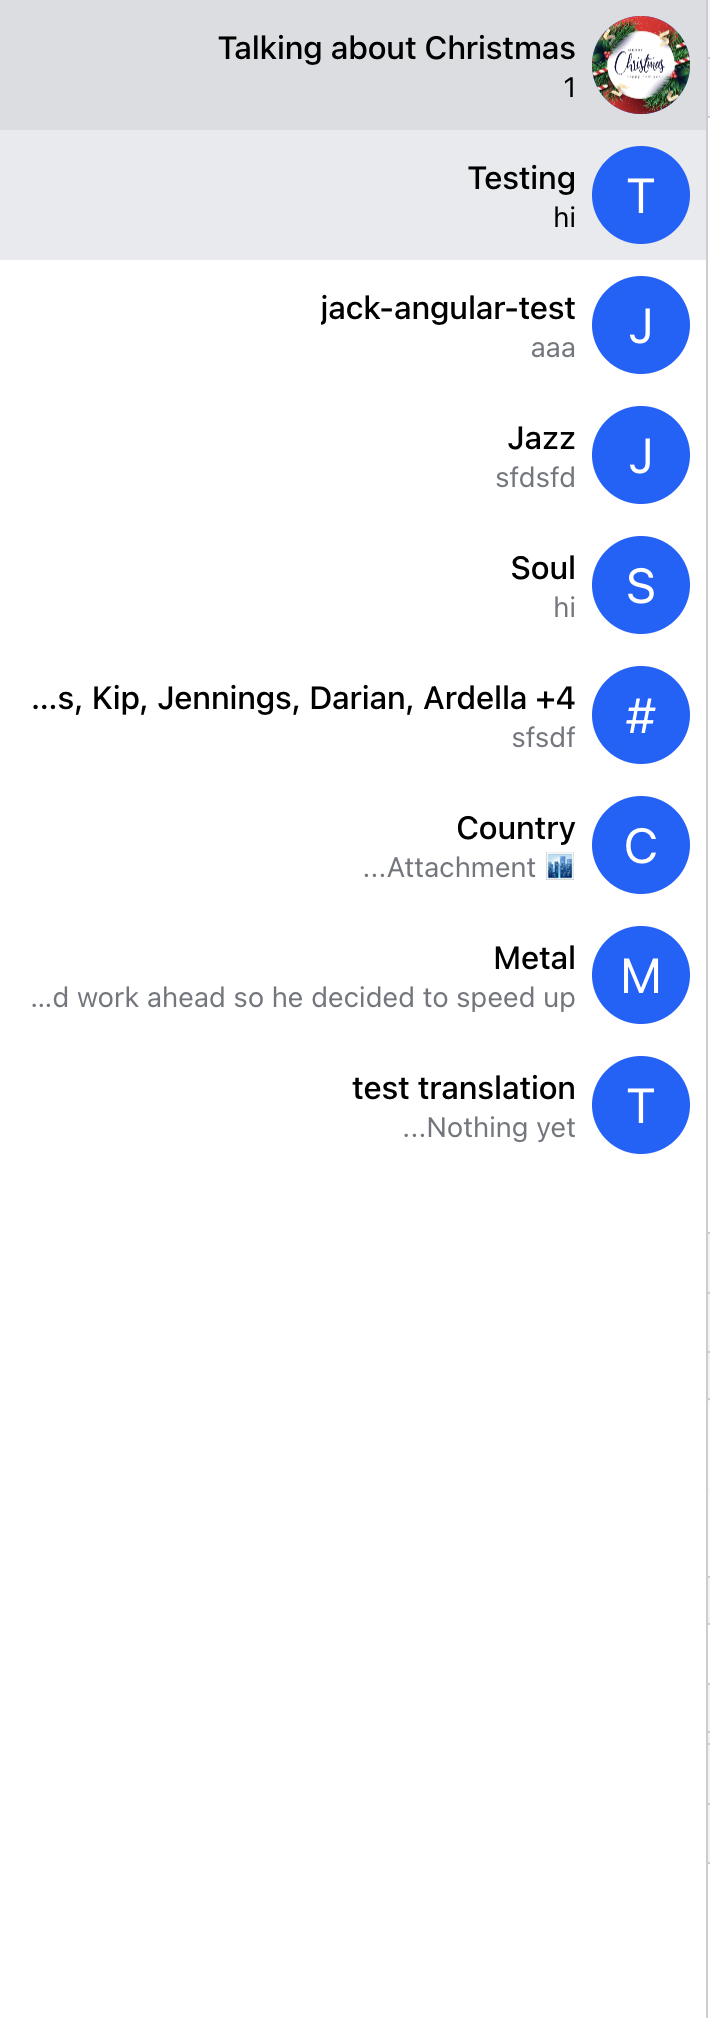 Talking about Christmas
1
Christmas
Testing
hi
T
jack-angular-test
aaa
J
Jazz
sfdsfd
J
Soul
hi
S
...s, Kip, Jennings, Darian, Ardella +4
sfsdf
#
Country
...Attachment 🏙
C
Metal
...d work ahead so he decided to speed up
M
test translation
...Nothing yet
T